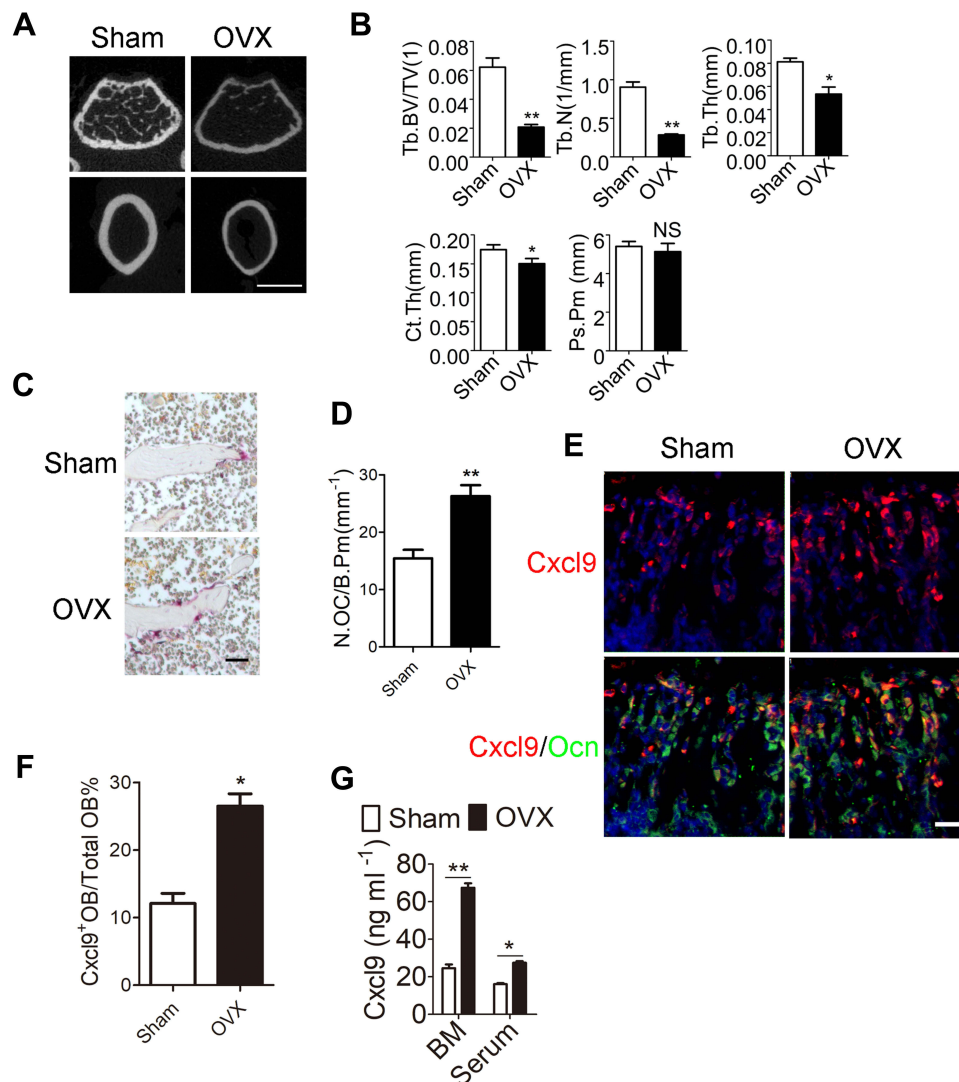 A
Sham OVX
B
Tb.BV/TV(1)
0.08
0.06
0.04
0.02
0.00
**
Sham
OVX
Tb.N(1/mm)
1.5
1.0
0.5
0.0
**
Sham
OVX
Tb.Th(mm)
0.10
0.08
0.06
0.04
0.02
0.00
*
Sham
OVX
Ct.Th(mm)
0.20
0.15
0.10
0.05
0.00
*
Sham
OVX
Ps.Pm (mm)
6
4
2
0
NS
Sham
OVX
C
Sham
OVX
D
N.OC/B.Pm(mm⁻¹)
30
20
10
0
**
Sham
OVX
E
Sham OVX
Cxcl9
Cxcl9/Ocn
F
Cxcl9⁺OB/Total OB%
30
20
10
0
*
Sham
OVX
G
Sham OVX
Cxcl9 (ng ml ⁻¹)
80
60
40
20
0
**
*
BM
Serum